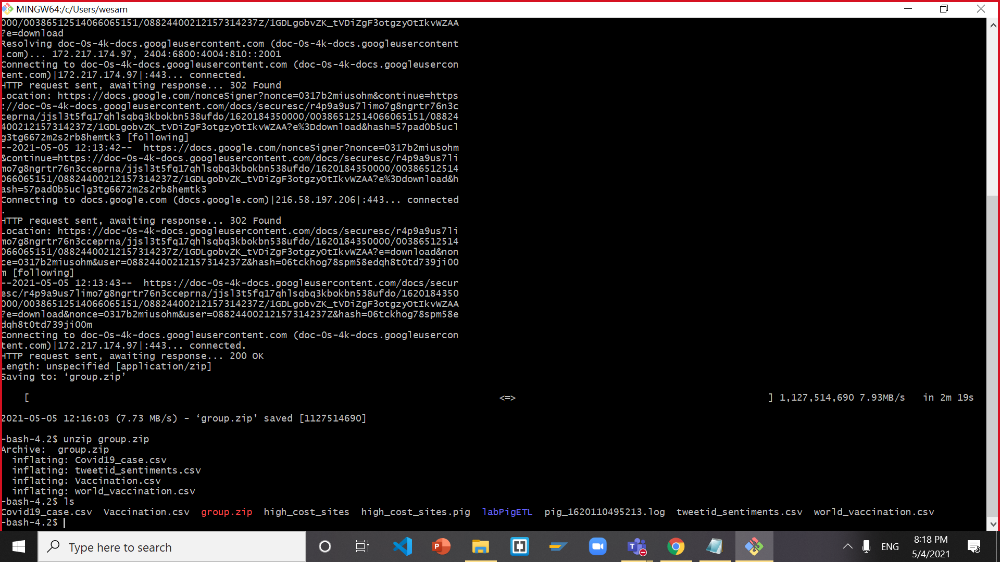 MINGW64:/c/Users/wesam
000/00386512514066065151/08824400212157314237Z/1GDLgobvZK_tVDiZgF3otgzyOtIkvWZAA
?e=download
Resolving doc-0s-4k-docs.googleusercontent.com (doc-0s-4k-docs.googleusercontent
.com)... 172.217.174.97, 2404:6800:4004:810::2001
Connecting to doc-0s-4k-docs.googleusercontent.com (doc-0s-4k-docs.googleusercon
tent.com)|172.217.174.97|:443... connected.
HTTP request sent, awaiting response... 302 Found
Location: https://docs.google.com/nonceSigner?nonce=0317b2miusohm&continue=https
://doc-0s-4k-docs.googleusercontent.com/docs/securesc/r4p9a9us7limo7g8ngrtr76n3c
ceprna/jjsl3t5fq17qhlsqbq3kbokbn538ufdo/1620184350000/00386512514066065151/08824
400212157314237Z/1GDLgobvZK_tVDiZgF3otgzyOtIkvWZAA?e%3Ddownload&hash=57pad0b5ucl
g3tg6672m2s2rb8hemtk3 [following]
--2021-05-05 12:13:42--  https://docs.google.com/nonceSigner?nonce=0317b2miusohm
&continue=https://doc-0s-4k-docs.googleusercontent.com/docs/securesc/r4p9a9us7li
mo7g8ngrtr76n3cceprna/jjsl3t5fq17qhlsqbq3kbokbn538ufdo/1620184350000/00386512514
066065151/08824400212157314237Z/1GDLgobvZK_tVDiZgF3otgzyOtIkvWZAA?e%3Ddownload&h
ash=57pad0b5uclg3tg6672m2s2rb8hemtk3
Connecting to docs.google.com (docs.google.com)|216.58.197.206|:443... connected
.
HTTP request sent, awaiting response... 302 Found
Location: https://doc-0s-4k-docs.googleusercontent.com/docs/securesc/r4p9a9us7li
mo7g8ngrtr76n3cceprna/jjsl3t5fq17qhlsqbq3kbokbn538ufdo/1620184350000/00386512514
066065151/08824400212157314237Z/1GDLgobvZK_tVDiZgF3otgzyOtIkvWZAA?e=download&non
ce=0317b2miusohm&user=08824400212157314237Z&hash=06tckhog78spm58edqh8t0td739ji00
m [following]
--2021-05-05 12:13:43--  https://doc-0s-4k-docs.googleusercontent.com/docs/secur
esc/r4p9a9us7limo7g8ngrtr76n3cceprna/jjsl3t5fq17qhlsqbq3kbokbn538ufdo/1620184350
000/00386512514066065151/08824400212157314237Z/1GDLgobvZK_tVDiZgF3otgzyOtIkvWZAA
?e=download&nonce=0317b2miusohm&user=08824400212157314237Z&hash=06tckhog78spm58e
dqh8t0td739ji00m
Connecting to doc-0s-4k-docs.googleusercontent.com (doc-0s-4k-docs.googleusercon
tent.com)|172.217.174.97|:443... connected.
HTTP request sent, awaiting response... 200 OK
Length: unspecified [application/zip]
Saving to: ‘group.zip’
[ <=> ] 1,127,514,690 7.93MB/s   in 2m 19s
2021-05-05 12:16:03 (7.73 MB/s) - ‘group.zip’ saved [1127514690]
-bash-4.2$ unzip group.zip
Archive:  group.zip
inflating: Covid19_case.csv
inflating: tweetid_sentiments.csv
inflating: Vaccination.csv
inflating: world_vaccination.csv
-bash-4.2$ ls
Covid19_case.csv  Vaccination.csv  group.zip  high_cost_sites  high_cost_sites.pig  labPigETL  pig_1620110495213.log  tweetid_sentiments.csv  world_vaccination.csv
-bash-4.2$
Type here to search
ENG
8:18 PM
5/4/2021